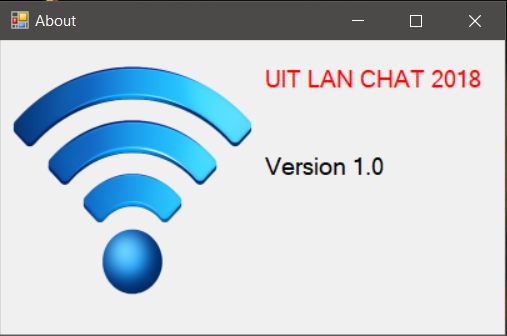 About
UIT LAN CHAT 2018
Version 1.0